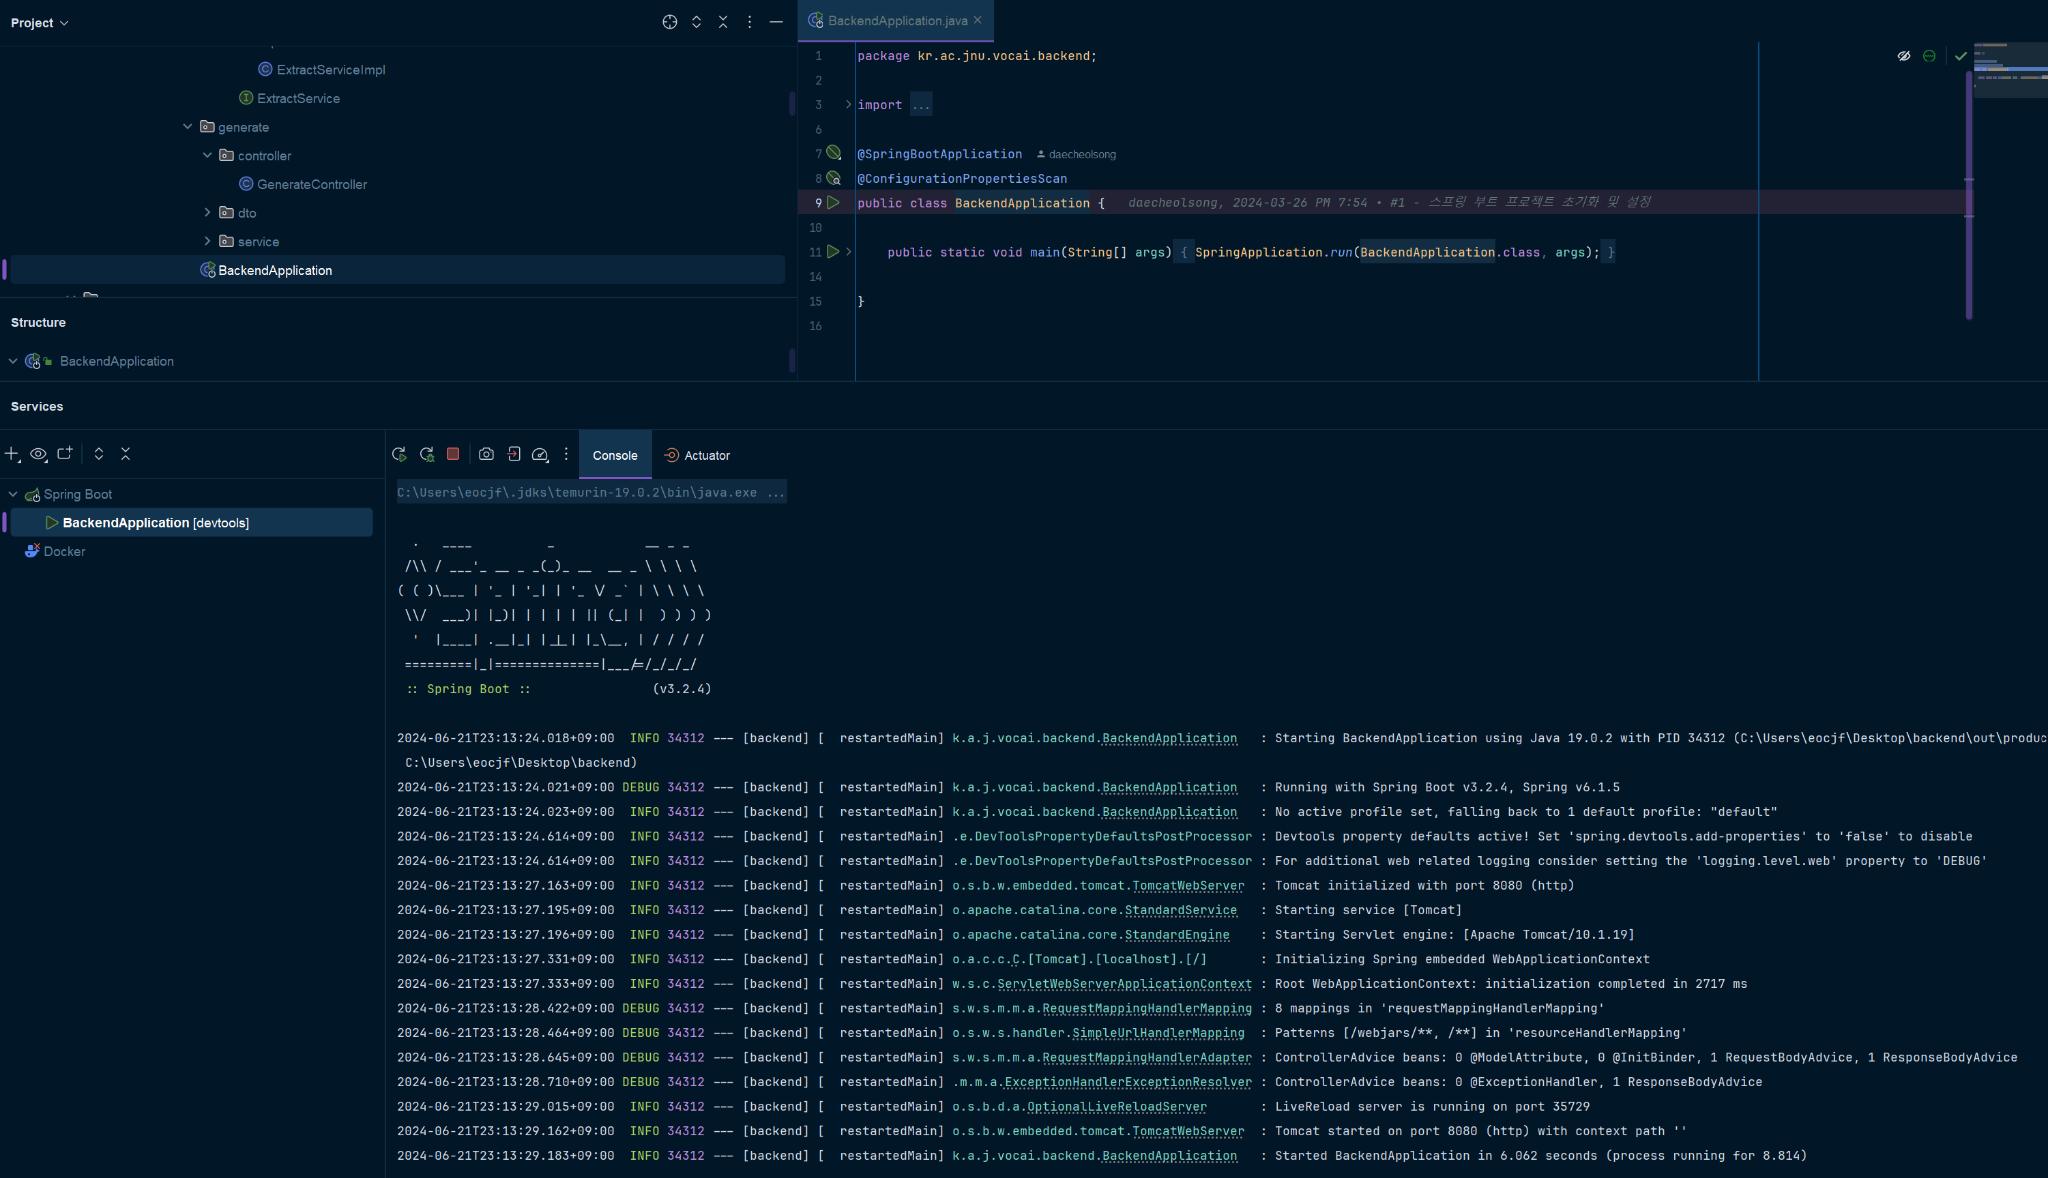 Project
ExtractServiceImpl
ExtractService
generate
controller
GenerateController
dto
service
BackendApplication
Structure
BackendApplication
BackendApplication.java
1 package kr.ac.jnu.vocai.backend;
2
3 import ...
6
7 @SpringBootApplication daecheolsong
8 @ConfigurationPropertiesScan
9 public class BackendApplication { daecheolsong, 2024-03-26 PM 7:54 • #1 - 스프링 부트 프로젝트 초기화 및 설정
10
11 public static void main(String[] args) { SpringApplication.run(BackendApplication.class, args); }
14
15 }
16
Services
Spring Boot
BackendApplication [devtools]
Docker
Console Actuator
C:\Users\eocjf\.jdks\temurin-19.0.2\bin\java.exe ...
:: Spring Boot :: (v3.2.4)
2024-06-21T23:13:24.018+09:00 INFO 34312 --- [backend] [ restartedMain] k.a.j.vocai.backend.BackendApplication : Starting BackendApplication using Java 19.0.2 with PID 34312 (C:\Users\eocjf\Desktop\backend\out\produc
C:\Users\eocjf\Desktop\backend)
2024-06-21T23:13:24.021+09:00 DEBUG 34312 --- [backend] [ restartedMain] k.a.j.vocai.backend.BackendApplication : Running with Spring Boot v3.2.4, Spring v6.1.5
2024-06-21T23:13:24.023+09:00 INFO 34312 --- [backend] [ restartedMain] k.a.j.vocai.backend.BackendApplication : No active profile set, falling back to 1 default profile: "default"
2024-06-21T23:13:24.614+09:00 INFO 34312 --- [backend] [ restartedMain] .e.DevToolsPropertyDefaultsPostProcessor : Devtools property defaults active! Set 'spring.devtools.add-properties' to 'false' to disable
2024-06-21T23:13:24.614+09:00 INFO 34312 --- [backend] [ restartedMain] .e.DevToolsPropertyDefaultsPostProcessor : For additional web related logging consider setting the 'logging.level.web' property to 'DEBUG'
2024-06-21T23:13:27.163+09:00 INFO 34312 --- [backend] [ restartedMain] o.s.b.w.embedded.tomcat.TomcatWebServer : Tomcat initialized with port 8080 (http)
2024-06-21T23:13:27.195+09:00 INFO 34312 --- [backend] [ restartedMain] o.apache.catalina.core.StandardService : Starting service [Tomcat]
2024-06-21T23:13:27.196+09:00 INFO 34312 --- [backend] [ restartedMain] o.apache.catalina.core.StandardEngine : Starting Servlet engine: [Apache Tomcat/10.1.19]
2024-06-21T23:13:27.331+09:00 INFO 34312 --- [backend] [ restartedMain] o.a.c.c.C.[Tomcat].[localhost].[/] : Initializing Spring embedded WebApplicationContext
2024-06-21T23:13:27.333+09:00 INFO 34312 --- [backend] [ restartedMain] w.s.c.ServletWebServerApplicationContext : Root WebApplicationContext: initialization completed in 2717 ms
2024-06-21T23:13:28.422+09:00 DEBUG 34312 --- [backend] [ restartedMain] s.w.s.m.m.a.RequestMappingHandlerMapping : 8 mappings in 'requestMappingHandlerMapping'
2024-06-21T23:13:28.464+09:00 DEBUG 34312 --- [backend] [ restartedMain] o.s.w.s.handler.SimpleUrlHandlerMapping : Patterns [/webjars/**, /**] in 'resourceHandlerMapping'
2024-06-21T23:13:28.645+09:00 DEBUG 34312 --- [backend] [ restartedMain] s.w.s.m.m.a.RequestMappingHandlerAdapter : ControllerAdvice beans: 0 @ModelAttribute, 0 @InitBinder, 1 RequestBodyAdvice, 1 ResponseBodyAdvice
2024-06-21T23:13:28.710+09:00 DEBUG 34312 --- [backend] [ restartedMain] .m.m.a.ExceptionHandlerExceptionResolver : ControllerAdvice beans: 0 @ExceptionHandler, 1 ResponseBodyAdvice
2024-06-21T23:13:29.015+09:00 INFO 34312 --- [backend] [ restartedMain] o.s.b.d.a.OptionalLiveReloadServer : LiveReload server is running on port 35729
2024-06-21T23:13:29.162+09:00 INFO 34312 --- [backend] [ restartedMain] o.s.b.w.embedded.tomcat.TomcatWebServer : Tomcat started on port 8080 (http) with context path ''
2024-06-21T23:13:29.183+09:00 INFO 34312 --- [backend] [ restartedMain] k.a.j.vocai.backend.BackendApplication : Started BackendApplication in 6.062 seconds (process running for 8.814)